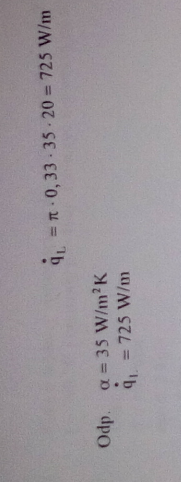 q̇L = π · 0,33 · 35 · 20 = 725 W/m
Odp. α = 35 W/m²K
q̇L = 725 W/m